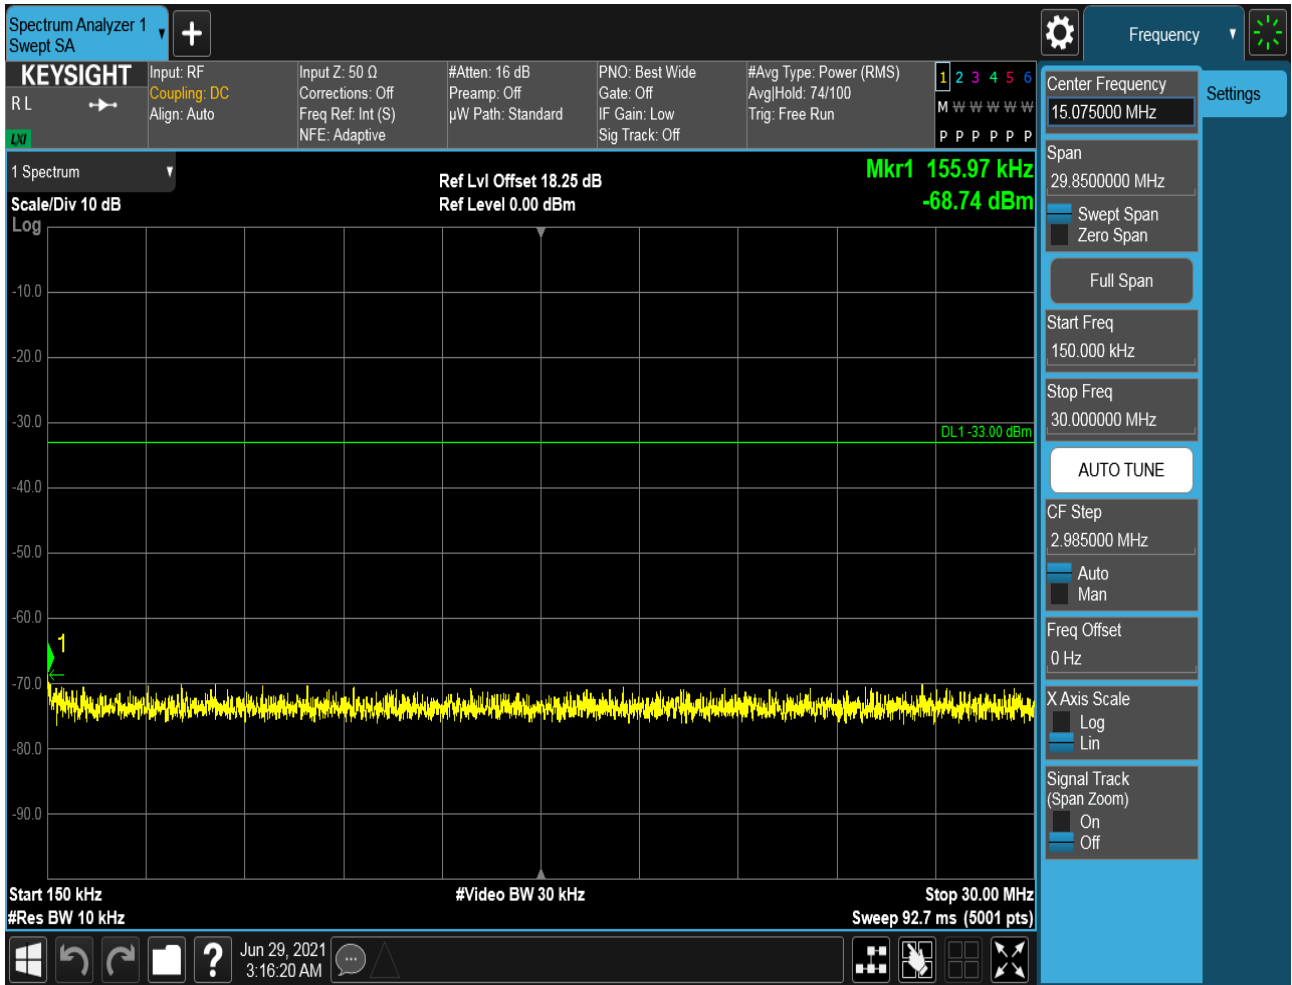 Spectrum Analyzer 1
Swept SA
Frequency
KEYSIGHT
R L
LXI
Input: RF
Coupling: DC
Align: Auto
Input Z: 50 Ω
Corrections: Off
Freq Ref: Int (S)
NFE: Adaptive
#Atten: 16 dB
Preamp: Off
µW Path: Standard
PNO: Best Wide
Gate: Off
IF Gain: Low
Sig Track: Off
#Avg Type: Power (RMS)
Avg|Hold: 74/100
Trig: Free Run
1 2 3 4 5 6
M W W W W W
P P P P P P
1 Spectrum
Scale/Div 10 dB
Log
Ref Lvl Offset 18.25 dB
Ref Level 0.00 dBm
Mkr1 155.97 kHz
-68.74 dBm
-10.0
-20.0
-30.0
DL1 -33.00 dBm
-40.0
-50.0
-60.0
1
-70.0
-80.0
-90.0
Start 150 kHz
#Video BW 30 kHz
Stop 30.00 MHz
#Res BW 10 kHz
Sweep 92.7 ms (5001 pts)
Center Frequency
15.075000 MHz
Settings
Span
29.8500000 MHz
Swept Span
Zero Span
Full Span
Start Freq
150.000 kHz
Stop Freq
30.000000 MHz
AUTO TUNE
CF Step
2.985000 MHz
Auto
Man
Freq Offset
0 Hz
X Axis Scale
Log
Lin
Signal Track
(Span Zoom)
On
Off
?
Jun 29, 2021
3:16:20 AM